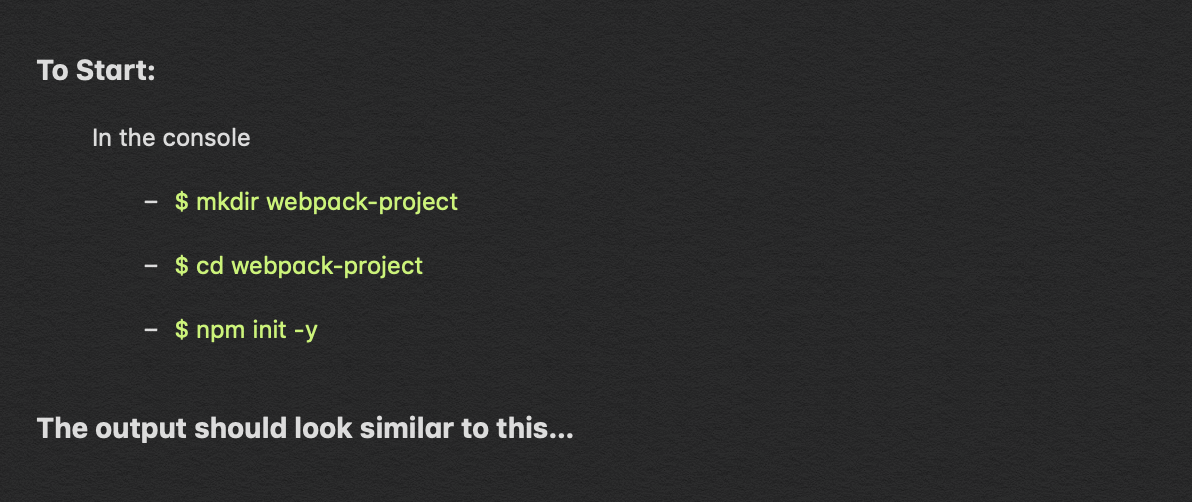 To Start:
In the console
– $ mkdir webpack-project
– $ cd webpack-project
– $ npm init -y
The output should look similar to this...